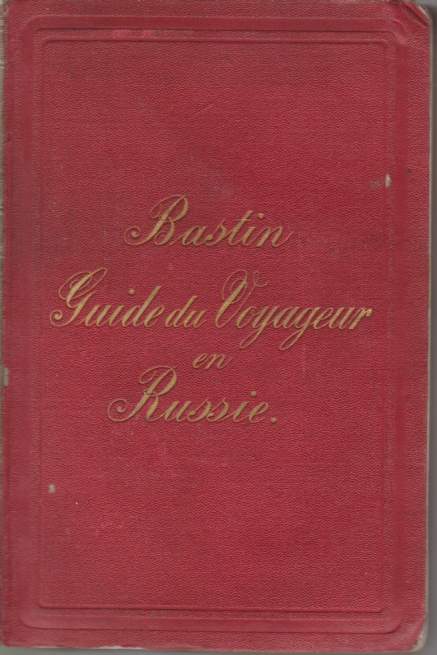 Bastin
Guide du Voyageur
en
Russie.